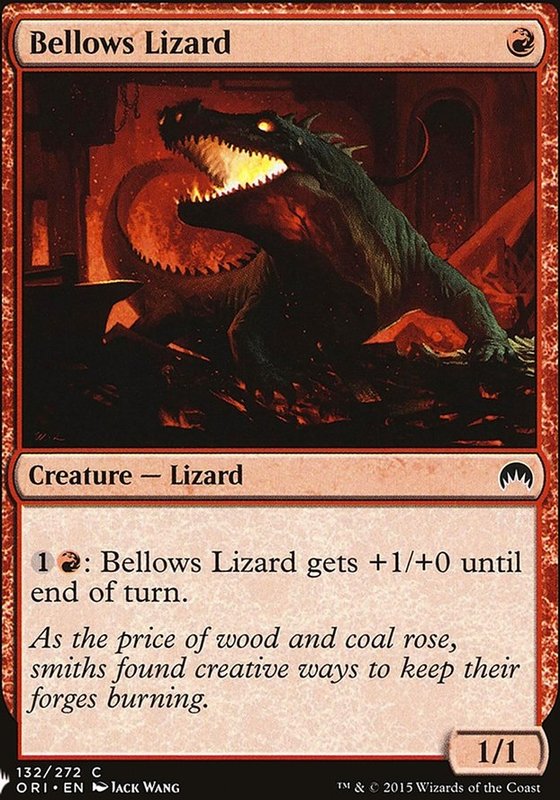 Bellows Lizard
Creature — Lizard
1: Bellows Lizard gets +1/+0 until
end of turn.
As the price of wood and coal rose,
smiths found creative ways to keep their
forges burning.
1/1
132/272 C
ORI • EN Jack Wang
™ & © 2015 Wizards of the Coast